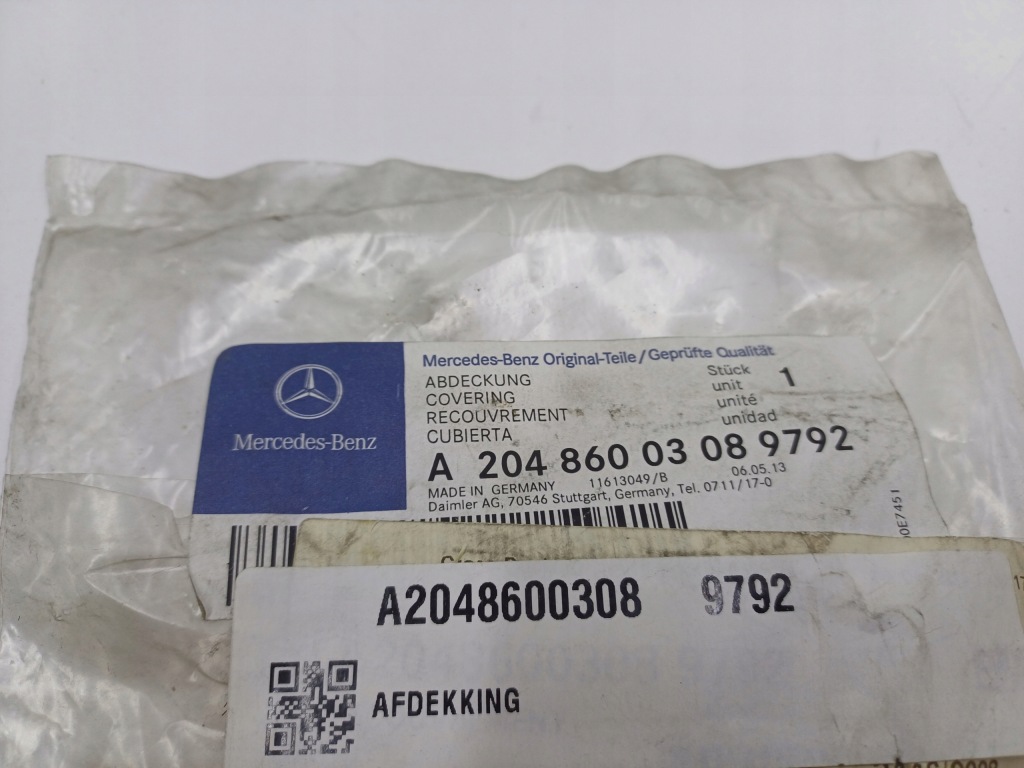 Mercedes-Benz
Mercedes-Benz Original-Teile/Geprüfte Qualität
ABDECKUNG
COVERING
RECOUVREMENT
CUBIERTA
Stück
unit
unité
unidad
1
A 204 860 03 08 9792
MADE IN GERMANY 11613049/B 06.05.13
Daimler AG, 70546 Stuttgart, Germany, Tel. 0711/17-0
A2048600308 9792
AFDEKKING